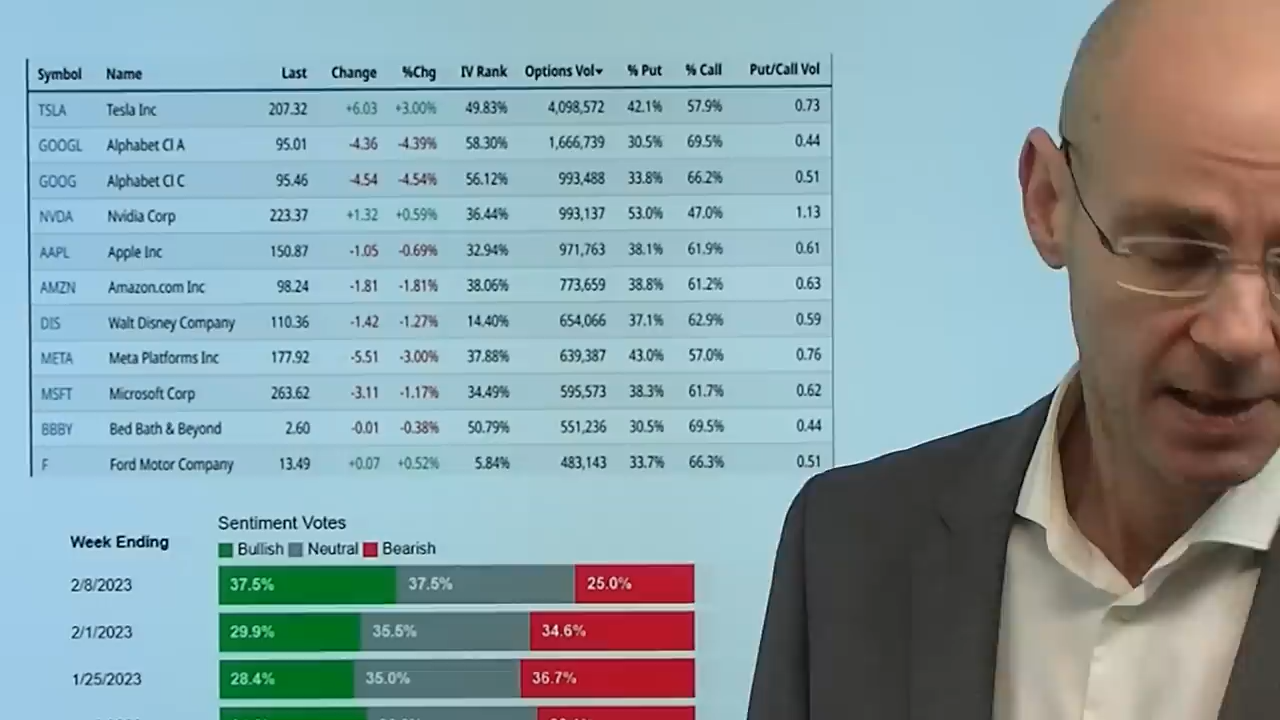 Symbol Name Last Change %Chg IV Rank Options Vol▾ % Put % Call Put/Call Vol
TSLA Tesla Inc 207.32 +6.03 +3.00% 49.83% 4,098,572 42.1% 57.9% 0.73
GOOGL Alphabet Cl A 95.01 -4.36 -4.39% 58.30% 1,666,739 30.5% 69.5% 0.44
GOOG Alphabet Cl C 95.46 -4.54 -4.54% 56.12% 993,488 33.8% 66.2% 0.51
NVDA Nvidia Corp 223.37 +1.32 +0.59% 36.44% 993,137 53.0% 47.0% 1.13
AAPL Apple Inc 150.87 -1.05 -0.69% 32.94% 971,763 38.1% 61.9% 0.61
AMZN Amazon.com Inc 98.24 -1.81 -1.81% 38.06% 773,659 38.8% 61.2% 0.63
DIS Walt Disney Company 110.36 -1.42 -1.27% 14.40% 654,066 37.1% 62.9% 0.59
META Meta Platforms Inc 177.92 -5.51 -3.00% 37.88% 639,387 43.0% 57.0% 0.76
MSFT Microsoft Corp 263.62 -3.11 -1.17% 34.49% 595,573 38.3% 61.7% 0.62
BBBY Bed Bath & Beyond 2.60 -0.01 -0.38% 50.79% 551,236 30.5% 69.5% 0.44
F Ford Motor Company 13.49 +0.07 +0.52% 5.84% 483,143 33.7% 66.3% 0.51
Sentiment Votes
Week Ending
Bullish Neutral Bearish
2/8/2023 37.5% 37.5% 25.0%
2/1/2023 29.9% 35.5% 34.6%
1/25/2023 28.4% 35.0% 36.7%